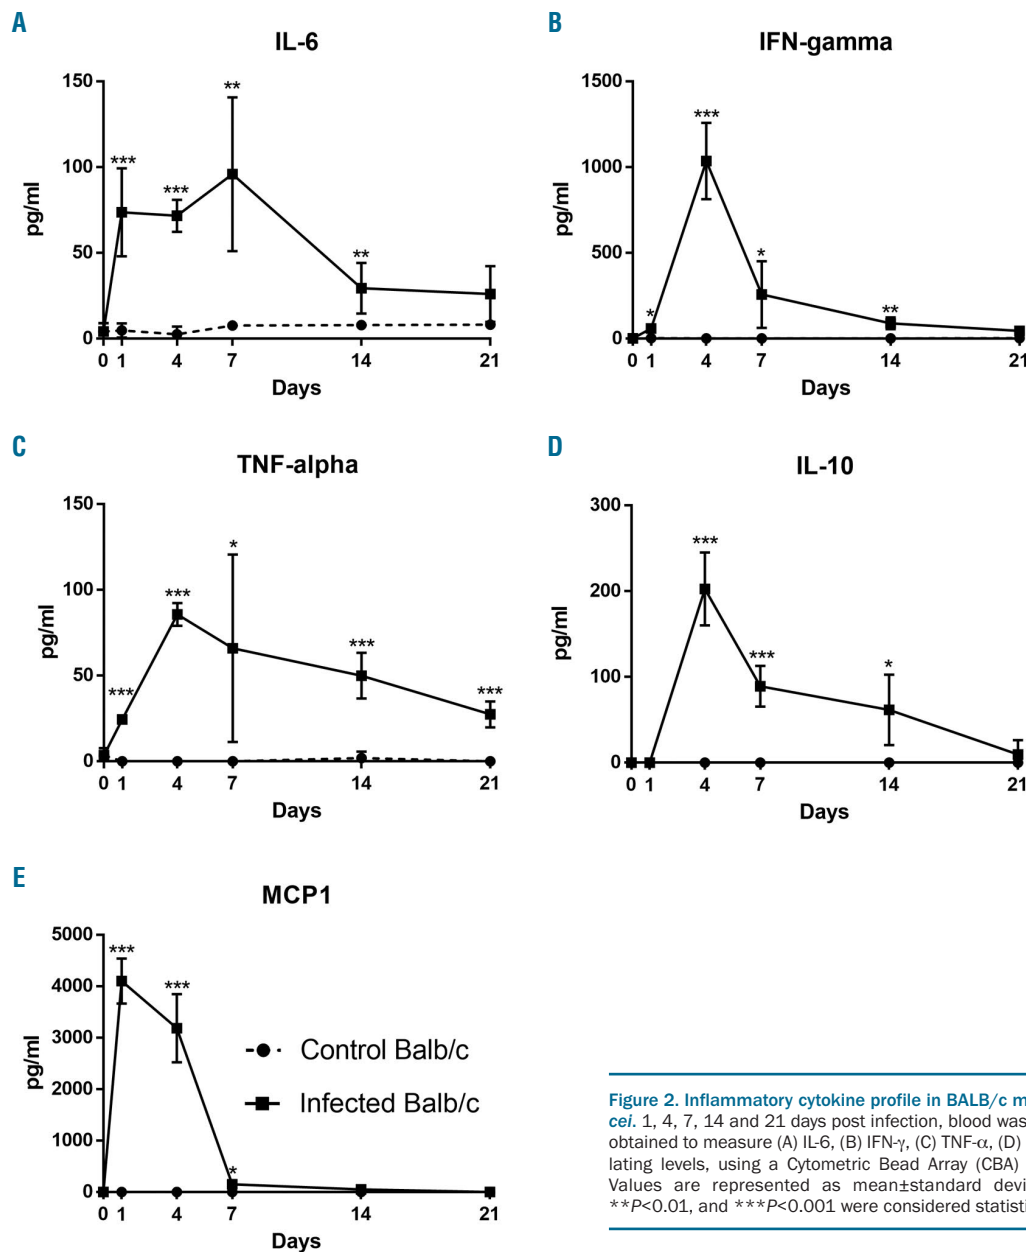 A
IL-6
150
100
50
0
pg/ml
***
***
**
**
0 1 4 7 14 21
Days
B
IFN-gamma
1500
1000
500
0
pg/ml
*
***
*
**
0 1 4 7 14 21
Days
C
TNF-alpha
150
100
50
0
pg/ml
***
***
*
***
***
0 1 4 7 14 21
Days
D
IL-10
300
200
100
0
pg/ml
***
***
*
0 1 4 7 14 21
Days
E
MCP1
5000
4000
3000
2000
1000
0
pg/ml
***
***
*
0 1 4 7 14 21
Days
Control Balb/c
Infected Balb/c
Figure 2. Inflammatory cytokine profile in BALB/c m
cei. 1, 4, 7, 14 and 21 days post infection, blood was
obtained to measure (A) IL-6, (B) IFN-γ, (C) TNF-α, (D)
lating levels, using a Cytometric Bead Array (CBA)
Values are represented as mean±standard devi
**P<0.01, and ***P<0.001 were considered statisti